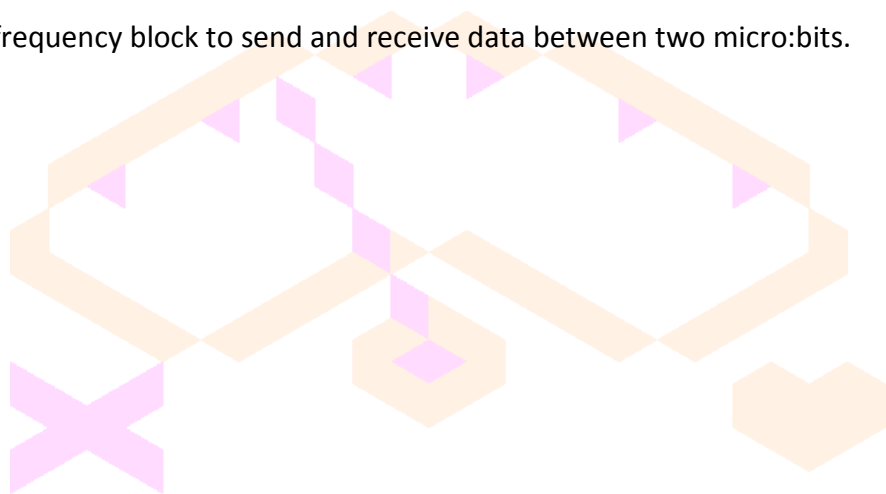 frequency block to send and receive data between two micro:bits.